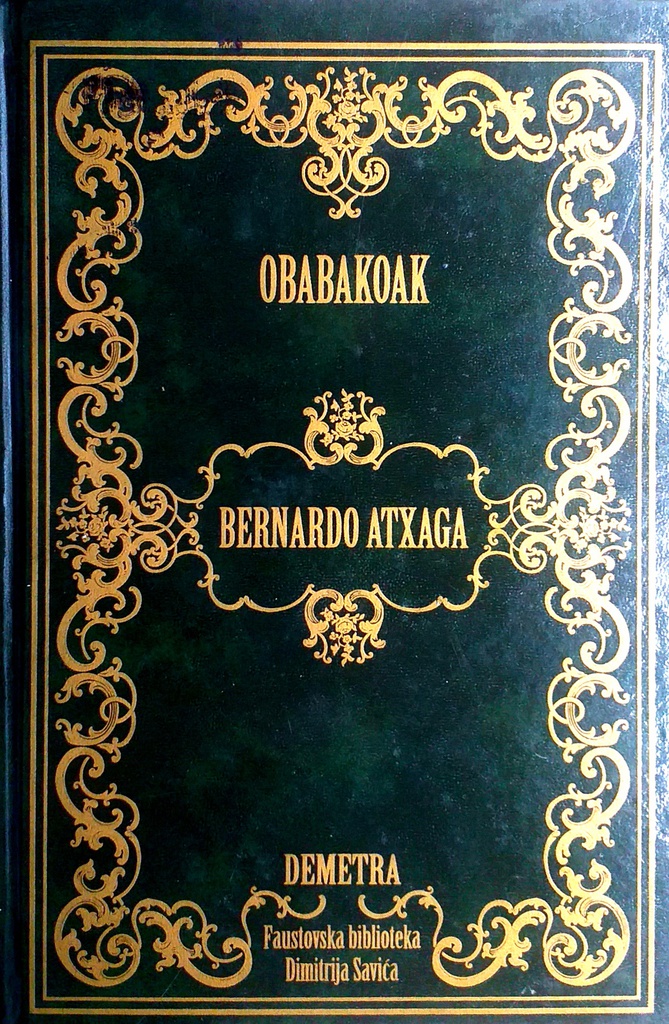 OBABAKOAK
BERNARDO ATXAGA
DEMETRA
Faustovska biblioteka
Dimitrija Savića